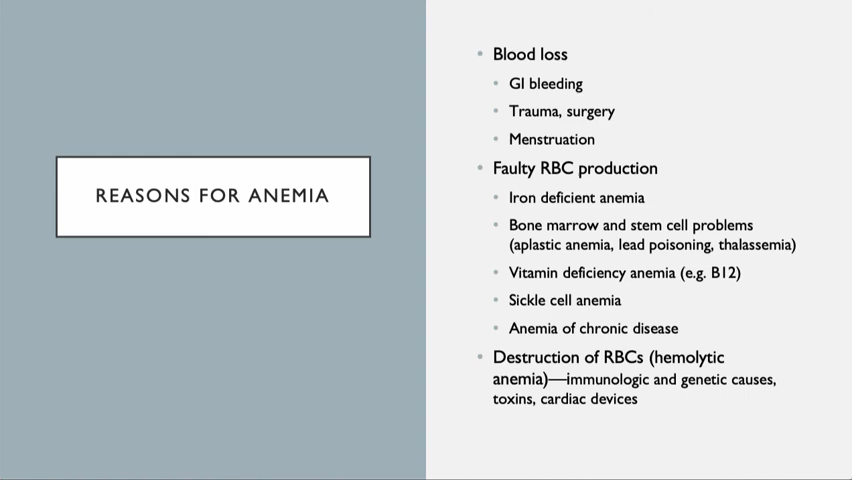 REASONS FOR ANEMIA
Blood loss
GI bleeding
Trauma, surgery
Menstruation
Faulty RBC production
Iron deficient anemia
Bone marrow and stem cell problems
(aplastic anemia, lead poisoning, thalassemia)
Vitamin deficiency anemia (e.g. B12)
Sickle cell anemia
Anemia of chronic disease
Destruction of RBCs (hemolytic
anemia)—immunologic and genetic causes,
toxins, cardiac devices